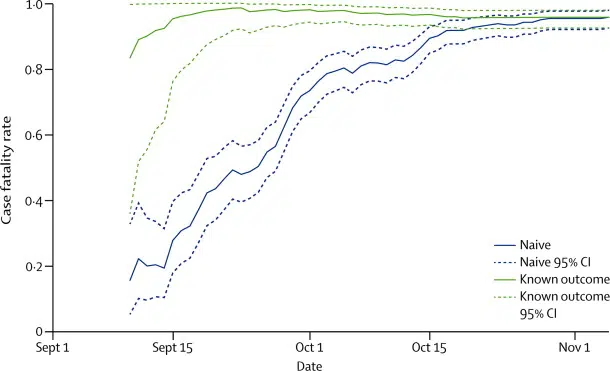 Case fatality rate
1·0
0·8
0·6
0·4
0·2
0
Sept 1
Sept 15
Oct 1
Oct 15
Nov 1
Date
Naive
Naive 95% CI
Known outcome
Known outcome
95% CI